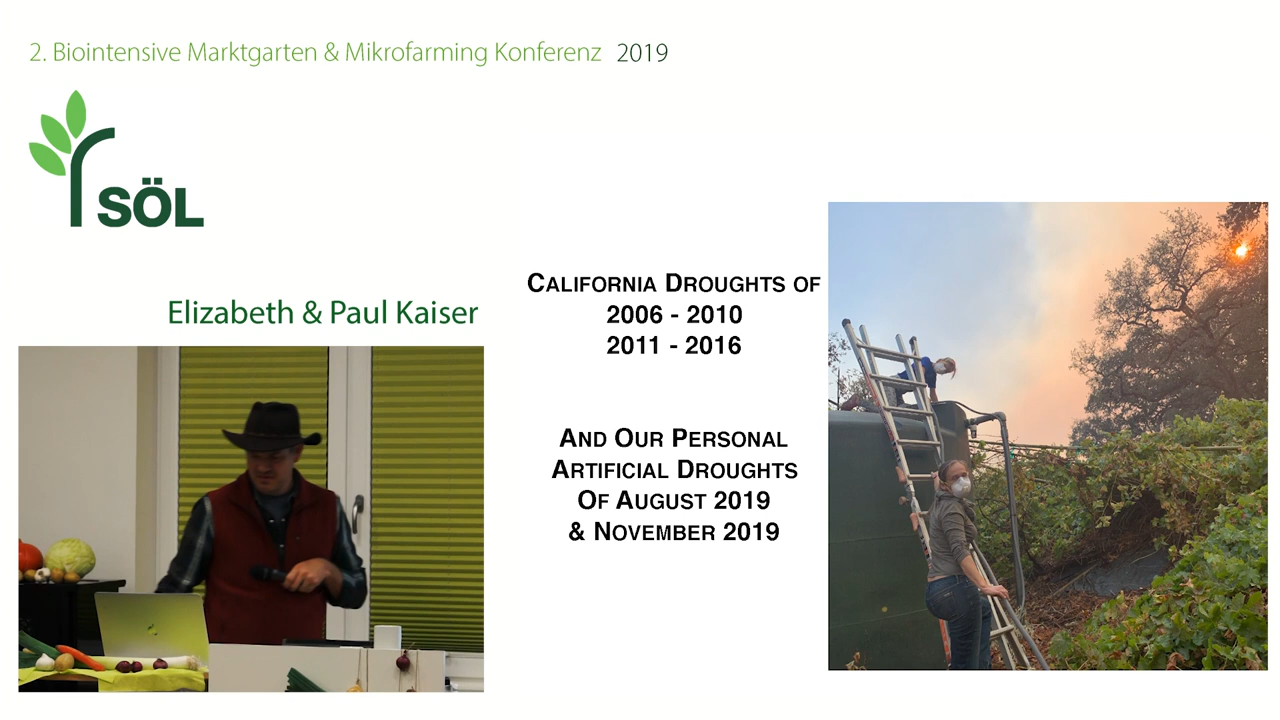 2. Biointensive Marktgarten & Mikrofarming Konferenz 2019
SÖL
Elizabeth & Paul Kaiser
California Droughts of
2006 - 2010
2011 - 2016
And Our Personal
Artificial Droughts
Of August 2019
& November 2019